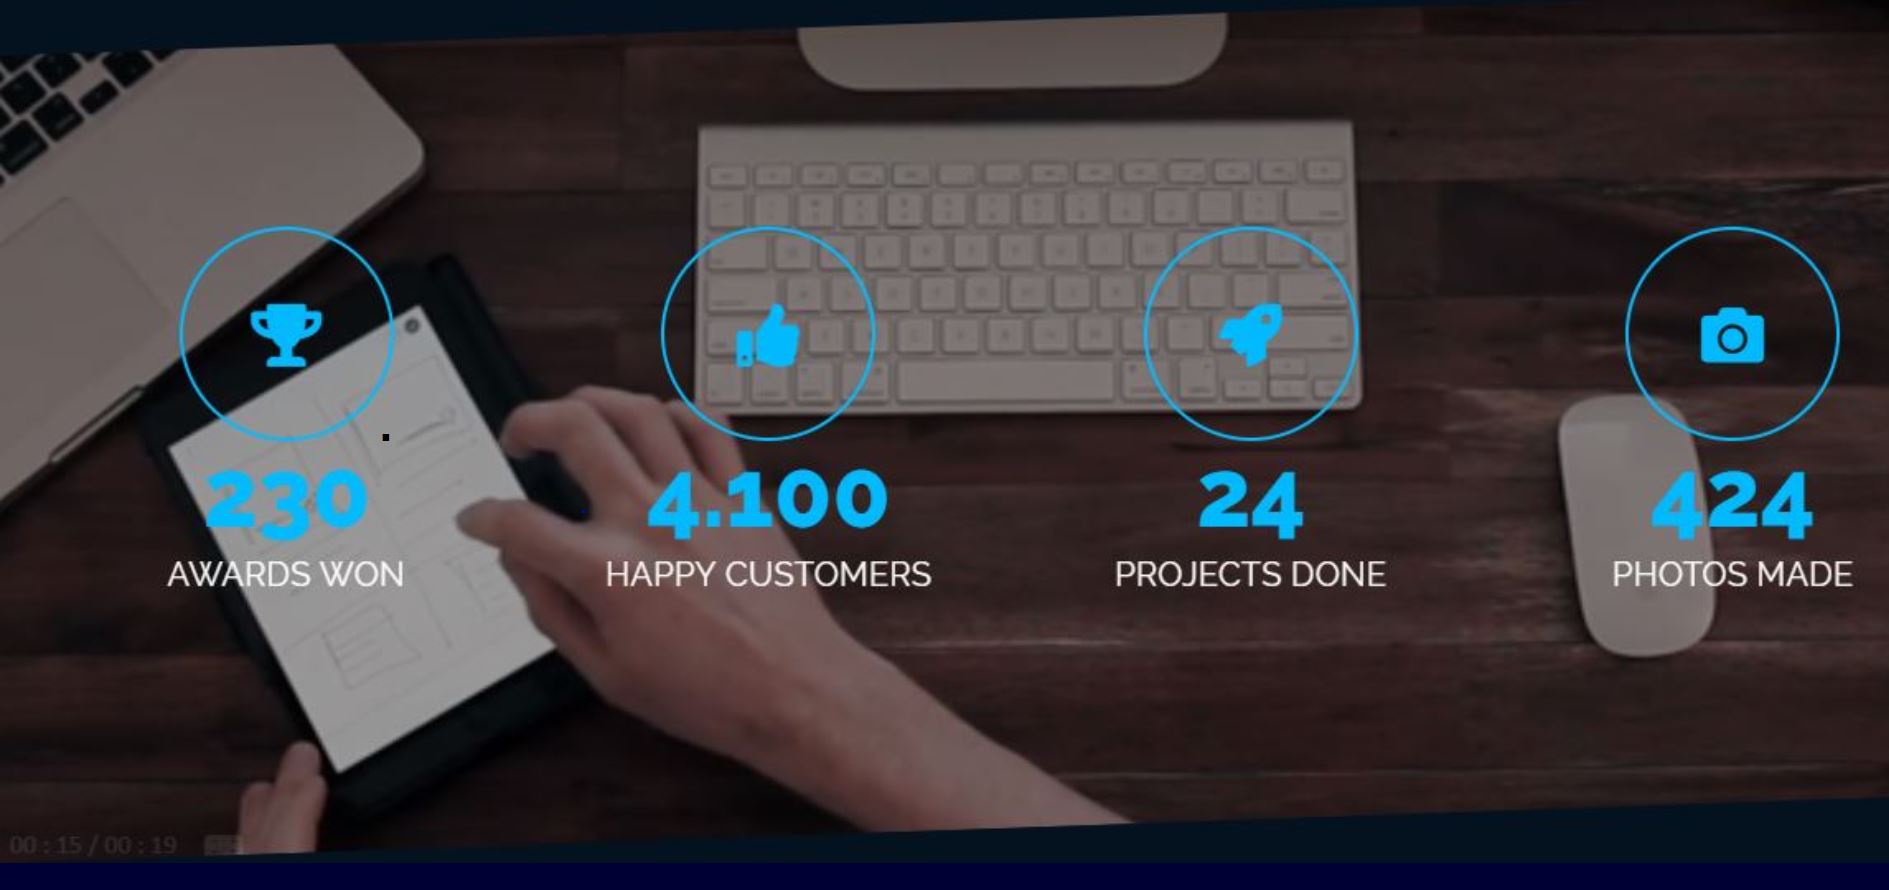 230
AWARDS WON
4.100
HAPPY CUSTOMERS
24
PROJECTS DONE
424
PHOTOS MADE
00:15 / 00:19